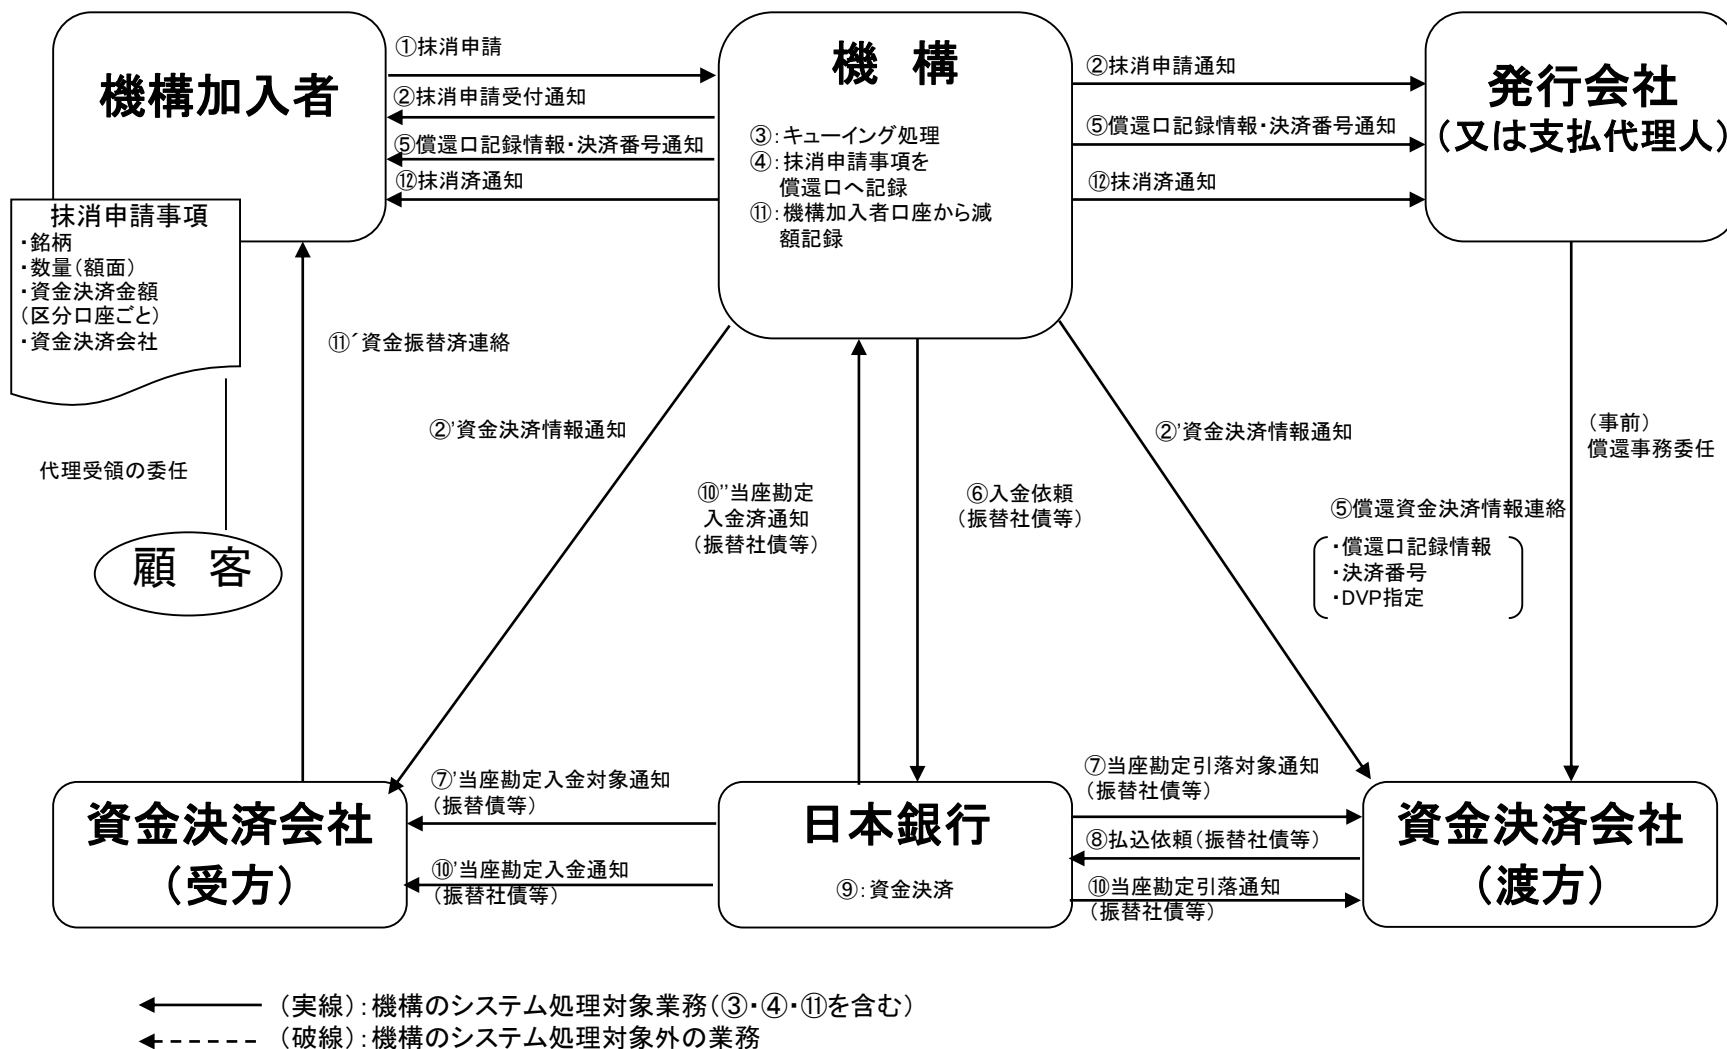 機構加入者
①抹消申請
②抹消申請受付通知
⑤償還口記録情報・決済番号通知
⑫抹消済通知
機 構
③：キューイング処理
④：抹消申請事項を
償還口へ記録
⑪：機構加入者口座から減
額記録
②抹消申請通知
⑤償還口記録情報・決済番号通知
⑫抹消済通知
発行会社
（又は支払代理人）
抹消申請事項
・銘柄
・数量（額面）
・資金決済金額
（区分口座ごと）
・資金決済会社
⑪´資金振替済連絡
②'資金決済情報通知
②'資金決済情報通知
（事前）
償還事務委任
代理受領の委任
顧 客
⑩''当座勘定
入金済通知
（振替社債等）
⑥入金依頼
（振替社債等）
⑤償還資金決済情報連絡
・償還口記録情報
・決済番号
・DVP指定
資金決済会社
（受方）
⑦'当座勘定入金対象通知
（振替債等）
⑩'当座勘定入金通知
（振替社債等）
日本銀行
⑨：資金決済
⑦当座勘定引落対象通知
（振替社債等）
⑧払込依頼（振替社債等）
⑩当座勘定引落通知
（振替社債等）
資金決済会社
（渡方）
（実線）：機構のシステム処理対象業務（③・④・⑪を含む）
（破線）：機構のシステム処理対象外の業務